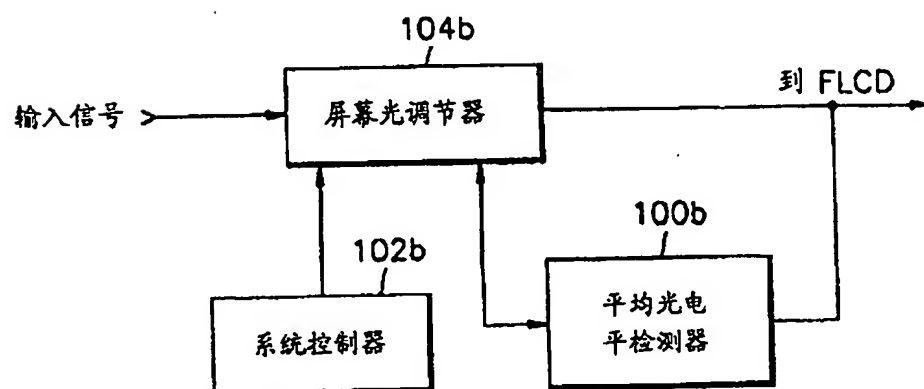 104b
到 FLCD
输入信号
屏幕光调节器
100b
102b
平均光电
平检测器
系统控制器